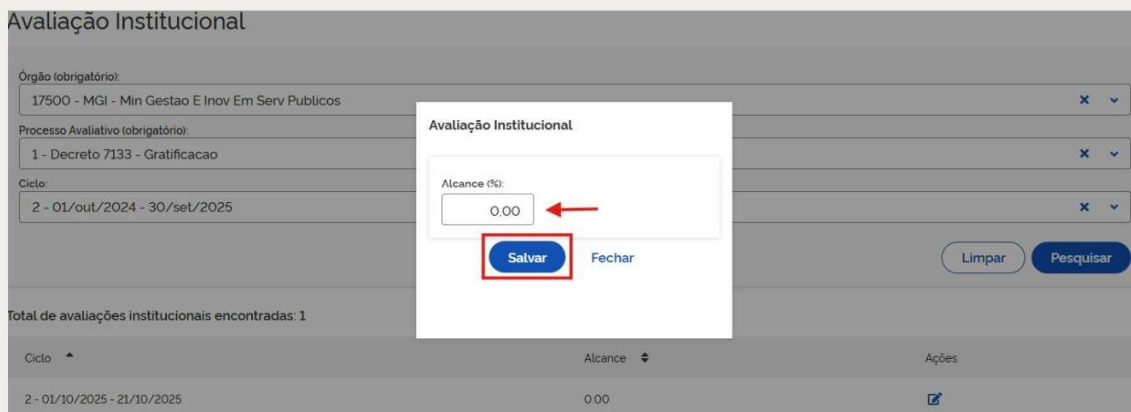 Avaliação Institucional
Órgão (obrigatório):
17500 - MGI - Min Gestao E Inov Em Serv Publicos
Processo Avaliativo (obrigatório):
1 - Decreto 7133 - Gratificacao
Ciclo:
2 - 01/out/2024 - 30/set/2025
Avaliação Institucional
Alcance (%):
0.00
Salvar Fechar
Limpar Pesquisar
Total de avaliações institucionais encontradas: 1
Ciclo Alcance Ações
2 - 01/10/2025 - 21/10/2025 0.00